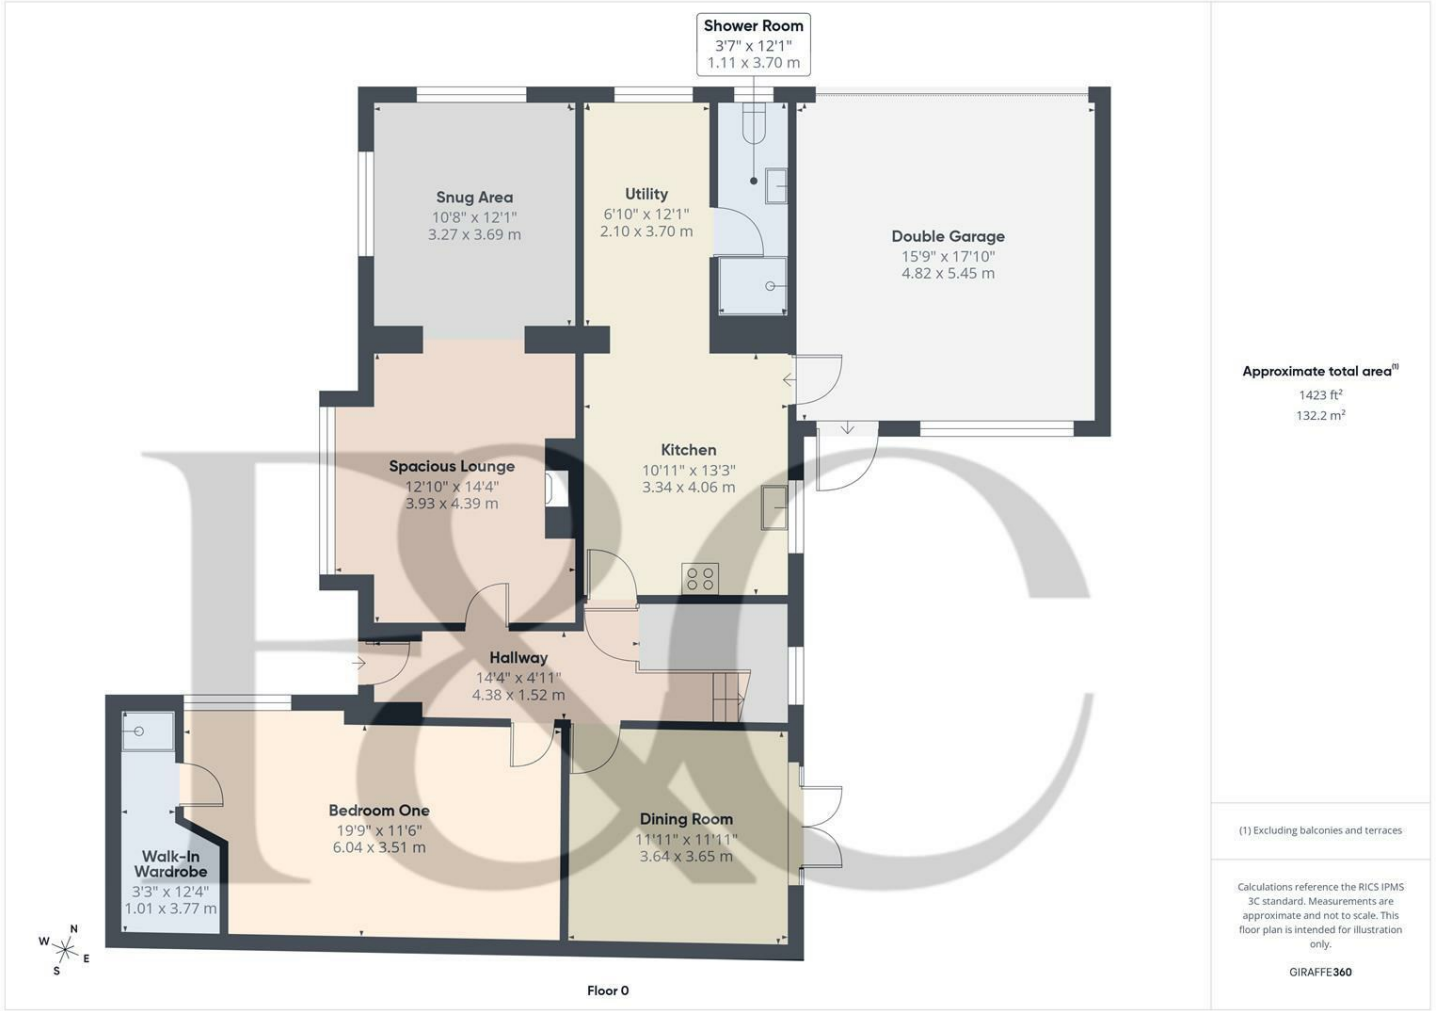 Shower Room
3'7" x 12'1"
1.11 x 3.70 m
Snug Area
10'8" x 12'1"
3.27 x 3.69 m
Utility
6'10" x 12'1"
2.10 x 3.70 m
Double Garage
15'9" x 17'10"
4.82 x 5.45 m
Spacious Lounge
12'10" x 14'4"
3.93 x 4.39 m
Kitchen
10'11" x 13'3"
3.34 x 4.06 m
Hallway
14'4" x 4'11"
4.38 x 1.52 m
Bedroom One
19'9" x 11'6"
6.04 x 3.51 m
Dining Room
11'11" x 11'11"
3.64 x 3.65 m
Walk-In
Wardrobe
3'3" x 12'4"
1.01 x 3.77 m
F&C
N
W
E
S
Floor 0
Approximate total area(1)
1423 ft²
132.2 m²
(1) Excluding balconies and terraces
Calculations reference the RICS IPMS
3C standard. Measurements are
approximate and not to scale. This
floor plan is intended for illustration
only.
GIRAFFE360